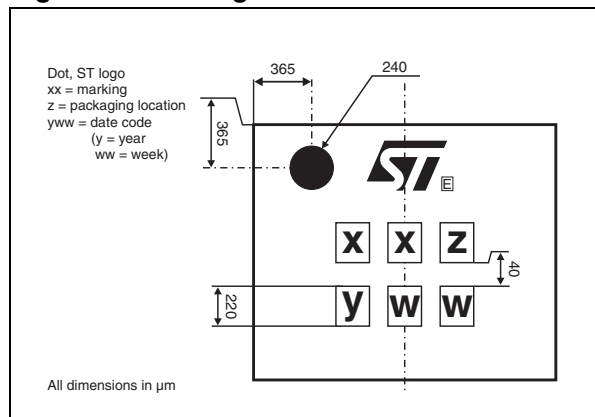 365
240
Dot, ST logo
xx = marking
z = packaging location
yww = date code
(y = year
ww = week)
365
ST
E
x x z
40
y w w
220
All dimensions in µm